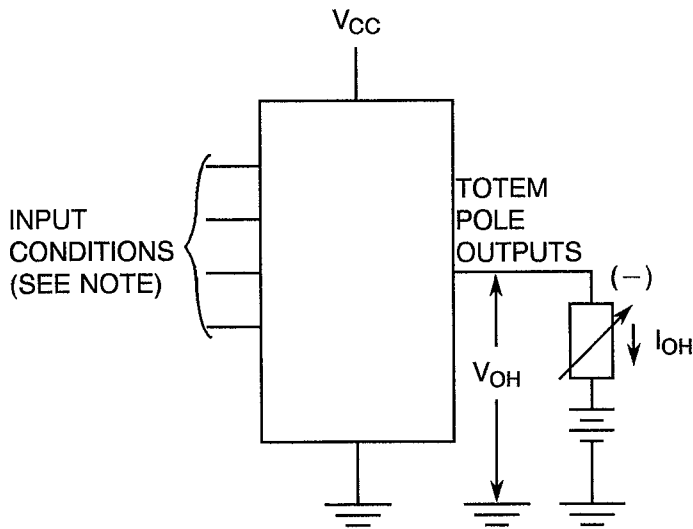 VCC
INPUT
CONDITIONS
(SEE NOTE)
TOTEM
POLE
OUTPUTS
(−)
IOH
VOH